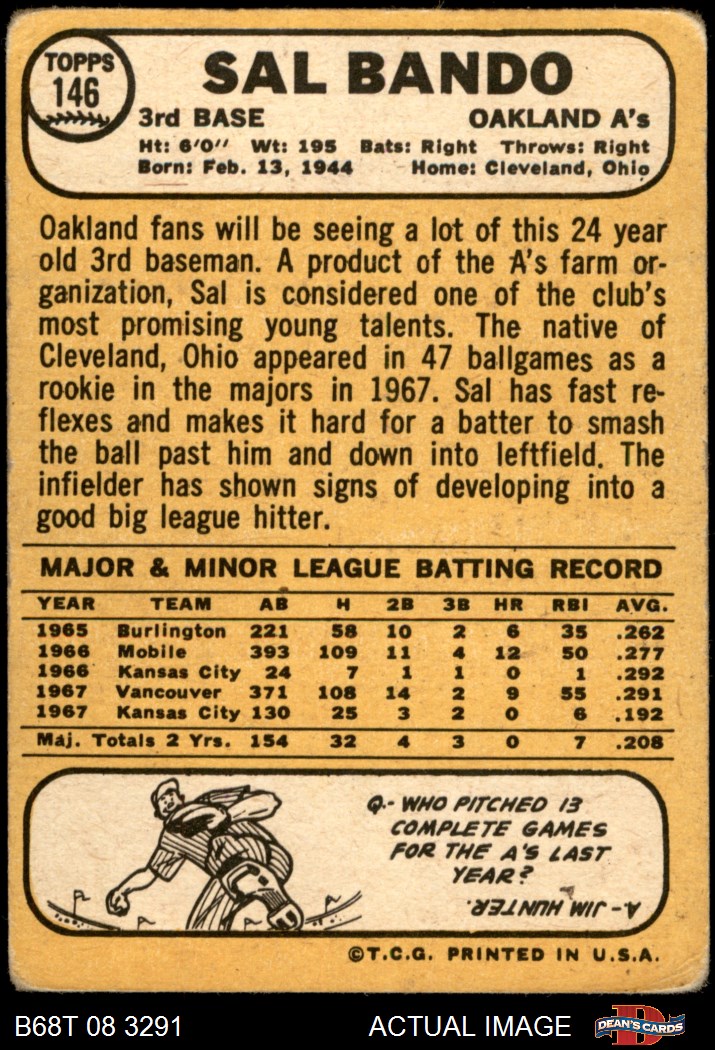 TOPPS
146
SAL BANDO
3rd BASE OAKLAND A's
Ht: 6'0" Wt: 195 Bats: Right Throws: Right
Born: Feb. 13, 1944 Home: Cleveland, Ohio
Oakland fans will be seeing a lot of this 24 year
old 3rd baseman. A product of the A's farm or-
ganization, Sal is considered one of the club's
most promising young talents. The native of
Cleveland, Ohio appeared in 47 ballgames as a
rookie in the majors in 1967. Sal has fast re-
flexes and makes it hard for a batter to smash
the ball past him and down into leftfield. The
infielder has shown signs of developing into a
good big league hitter.
MAJOR & MINOR LEAGUE BATTING RECORD
YEAR TEAM AB H 2B 3B HR RBI AVG.
1965 Burlington 221 58 10 2 6 35 .262
1966 Mobile 393 109 11 4 12 50 .277
1966 Kansas City 24 7 1 1 0 1 .292
1967 Vancouver 371 108 14 2 9 55 .291
1967 Kansas City 130 25 3 2 0 6 .192
Maj. Totals 2 Yrs. 154 32 4 3 0 7 .208
Q.- WHO PITCHED 13
COMPLETE GAMES
FOR THE A'S LAST
YEAR?
A- JIM HUNTER.
©T.C.G. PRINTED IN U.S.A.
B68T 08 3291 ACTUAL IMAGE DEAN'S CARDS